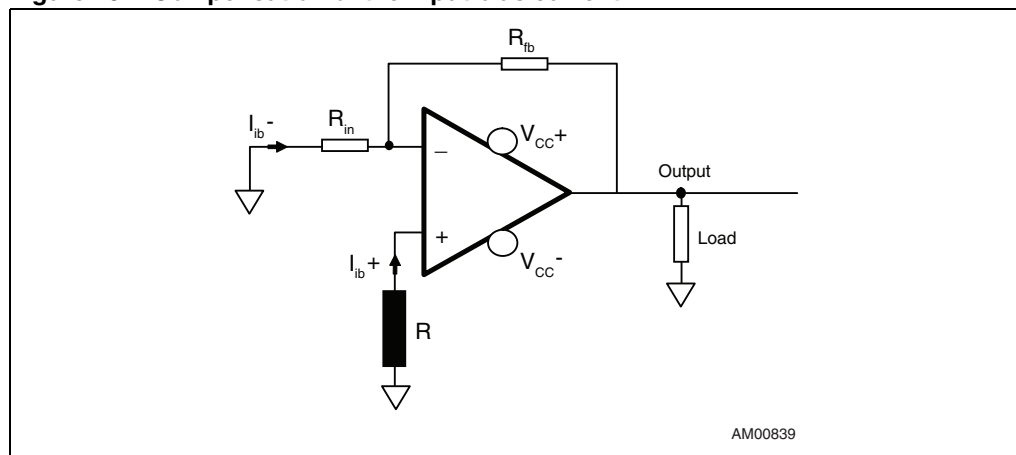 R_fb
I_ib-
R_in
V_CC+
−
Output
+
Load
I_ib+
V_CC-
R
AM00839